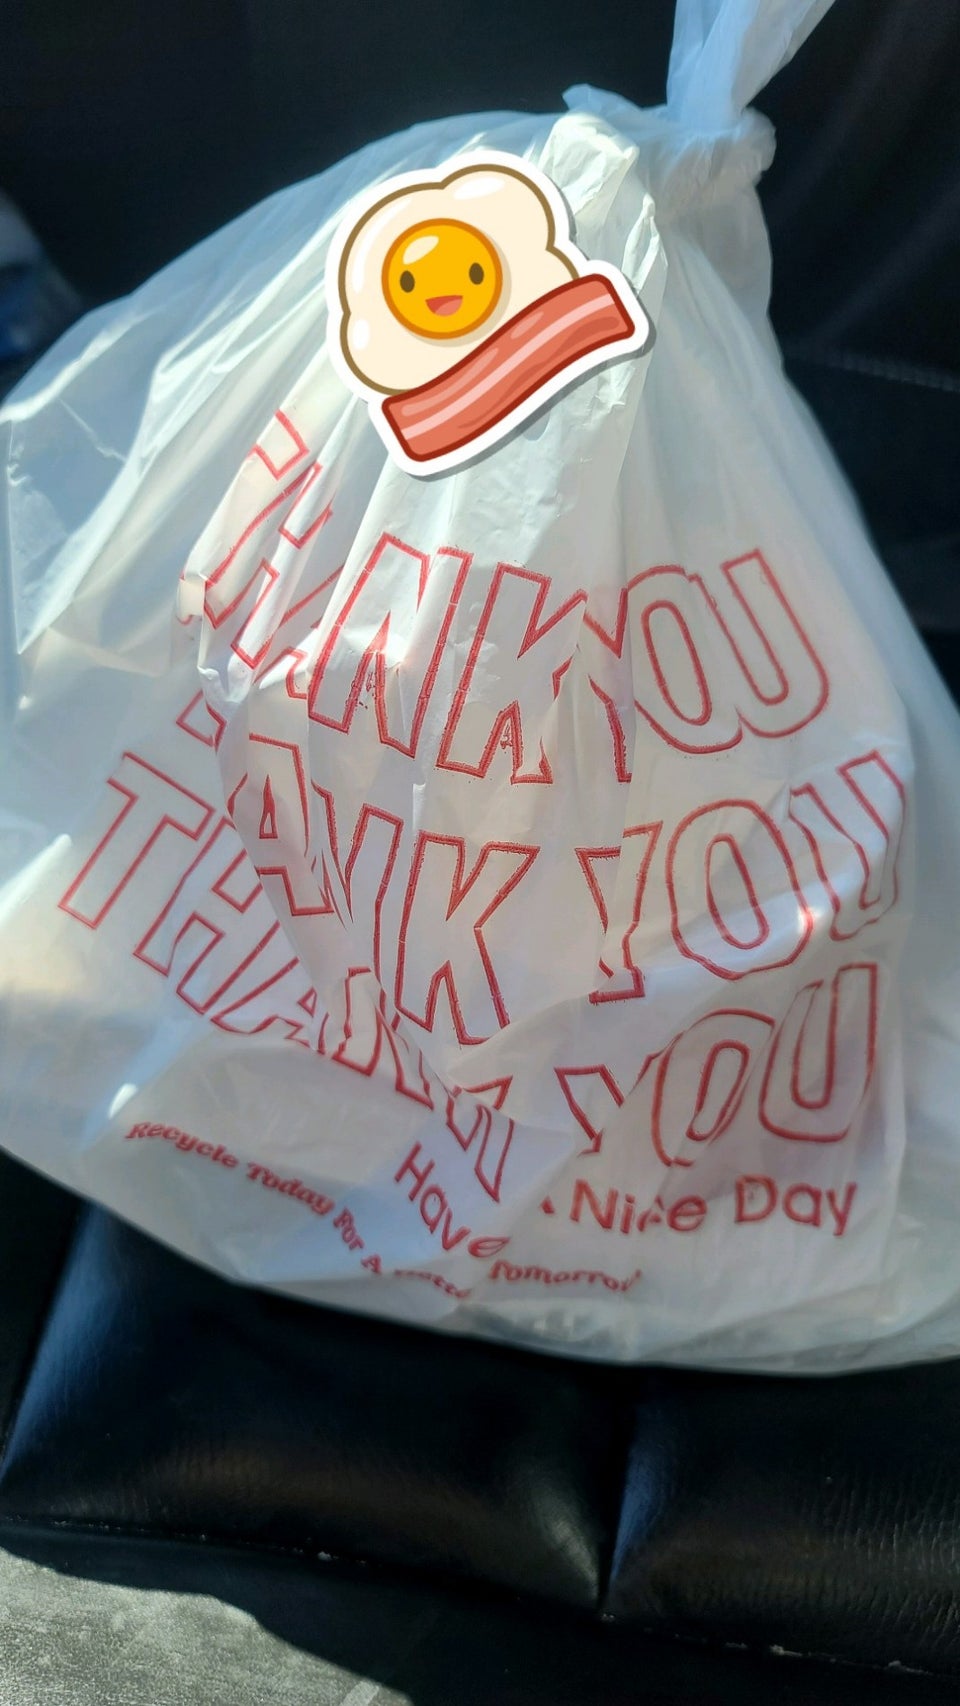 THANK YOU
THANK YOU
THANK YOU
Have a Nice Day
Recycle Today For A Better Tomorrow